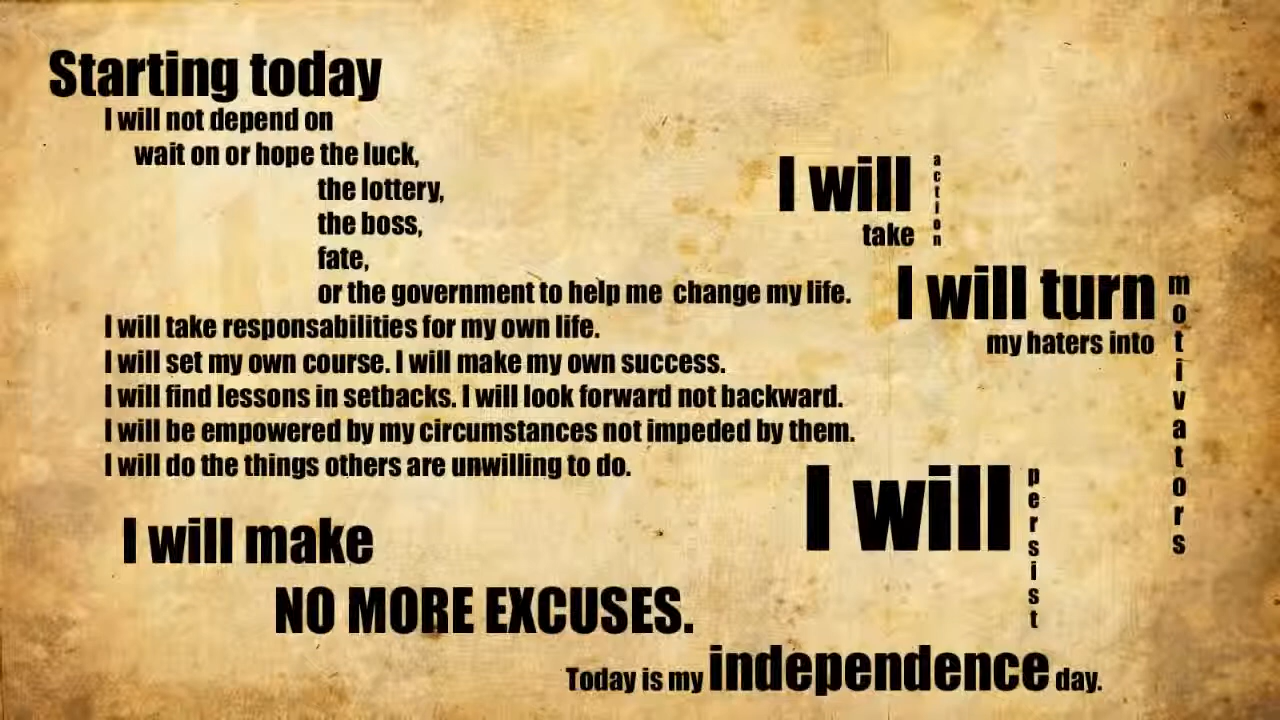 Starting today
I will not depend on
wait on or hope the luck,
the lottery,
the boss,
fate,
or the government to help me change my life.
I will take responsabilities for my own life.
I will set my own course. I will make my own success.
I will find lessons in setbacks. I will look forward not backward.
I will be empowered by my circumstances not impeded by them.
I will do the things others are unwilling to do.
I will make
NO MORE EXCUSES.
I will
take
action
I will turn
my haters into
motivators
I will
persist
Today is my independence day.